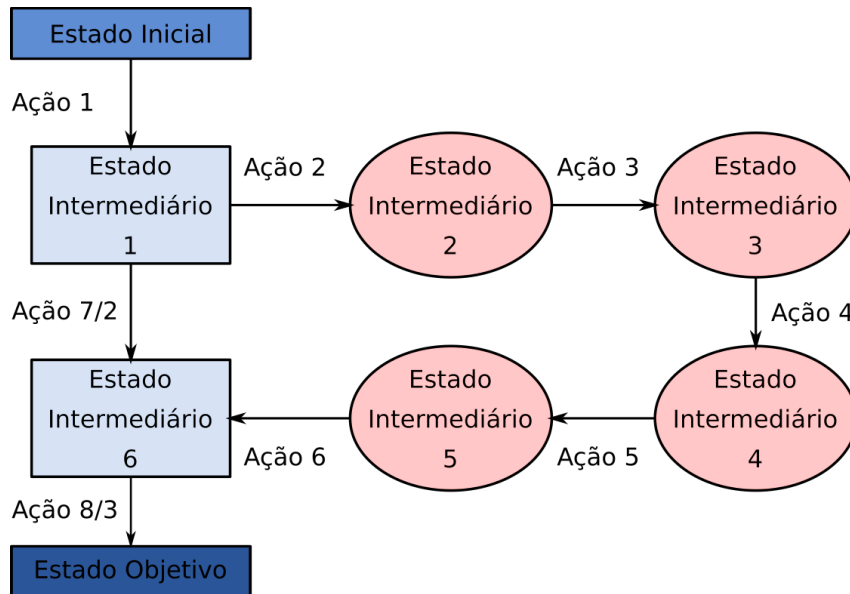 Estado Inicial
Ação 1
Estado
Intermediário
1
Ação 2
Estado
Intermediário
2
Ação 3
Estado
Intermediário
3
Ação 7/2
Ação 4
Estado
Intermediário
6
Ação 6
Estado
Intermediário
5
Ação 5
Estado
Intermediário
4
Ação 8/3
Estado Objetivo